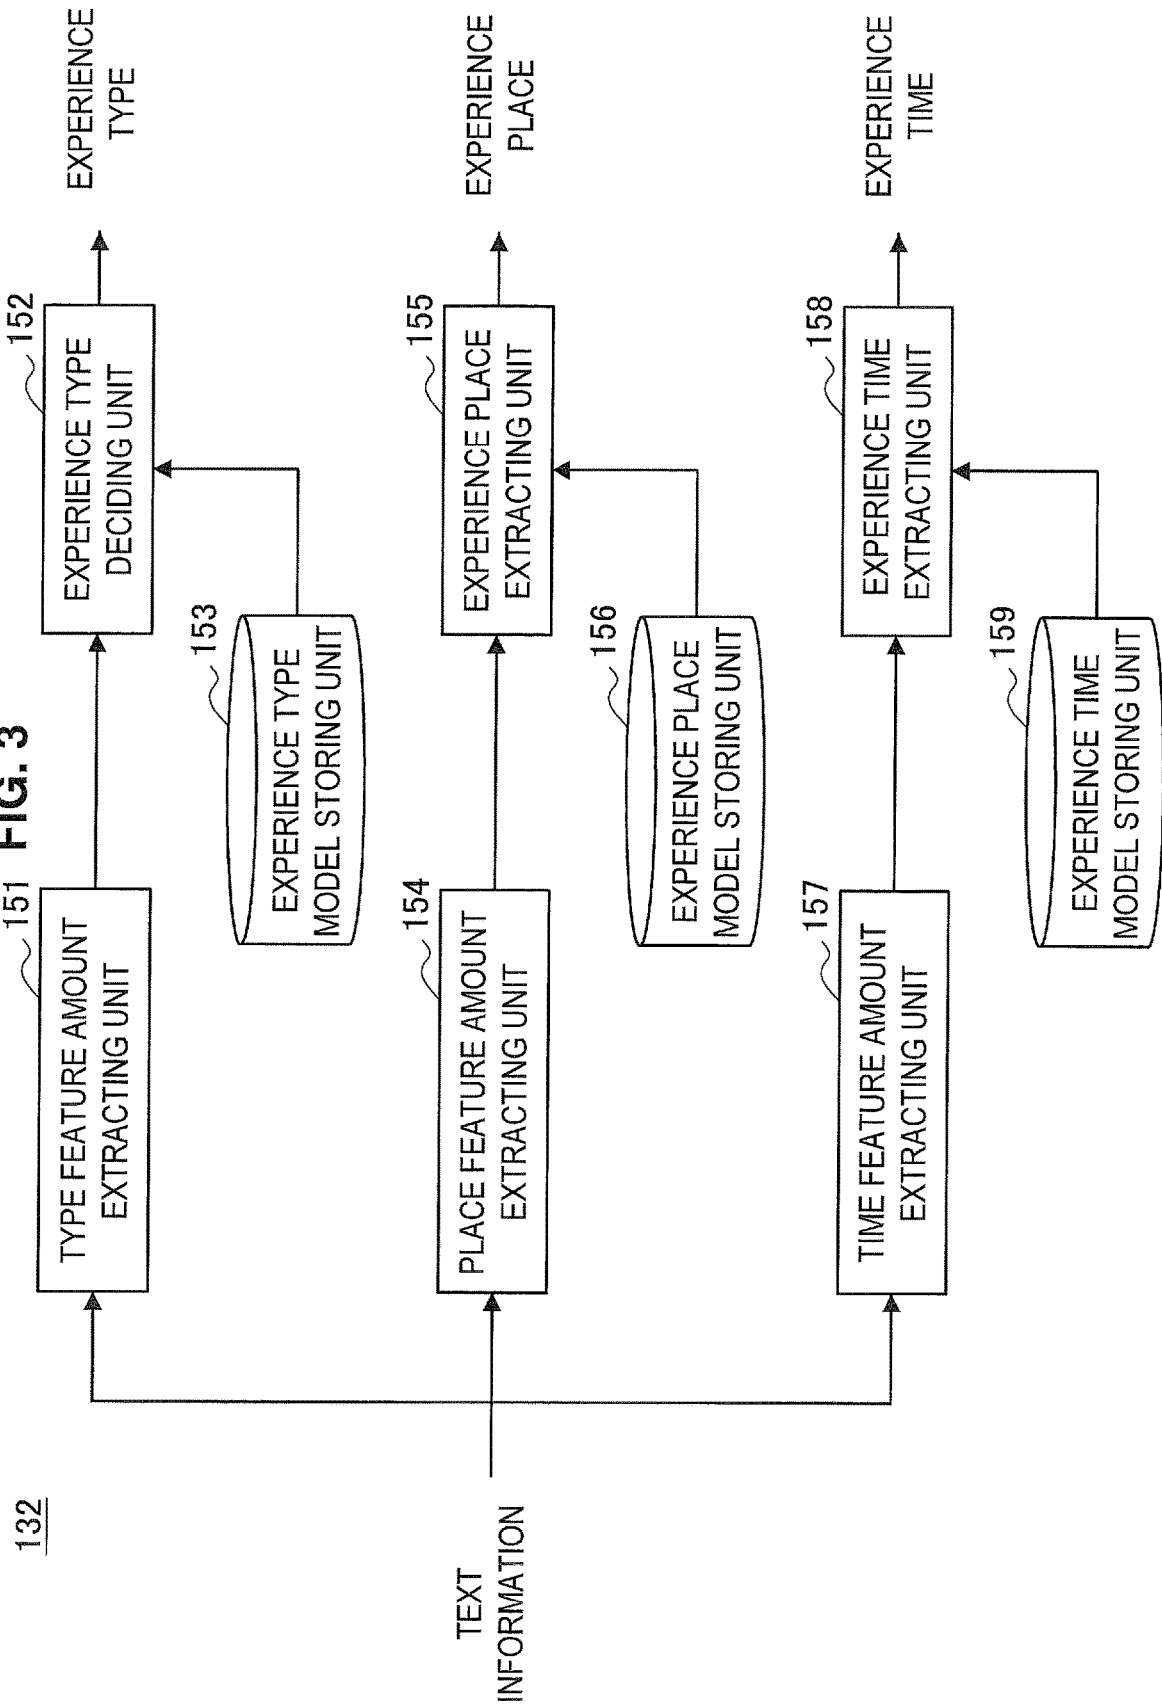 FIG. 3
132
TEXT
INFORMATION
151
TYPE FEATURE AMOUNT
EXTRACTING UNIT
152
EXPERIENCE TYPE
DECIDING UNIT
EXPERIENCE
TYPE
153
EXPERIENCE TYPE
MODEL STORING UNIT
154
PLACE FEATURE AMOUNT
EXTRACTING UNIT
155
EXPERIENCE PLACE
EXTRACTING UNIT
EXPERIENCE
PLACE
156
EXPERIENCE PLACE
MODEL STORING UNIT
157
TIME FEATURE AMOUNT
EXTRACTING UNIT
158
EXPERIENCE TIME
EXTRACTING UNIT
EXPERIENCE
TIME
159
EXPERIENCE TIME
MODEL STORING UNIT